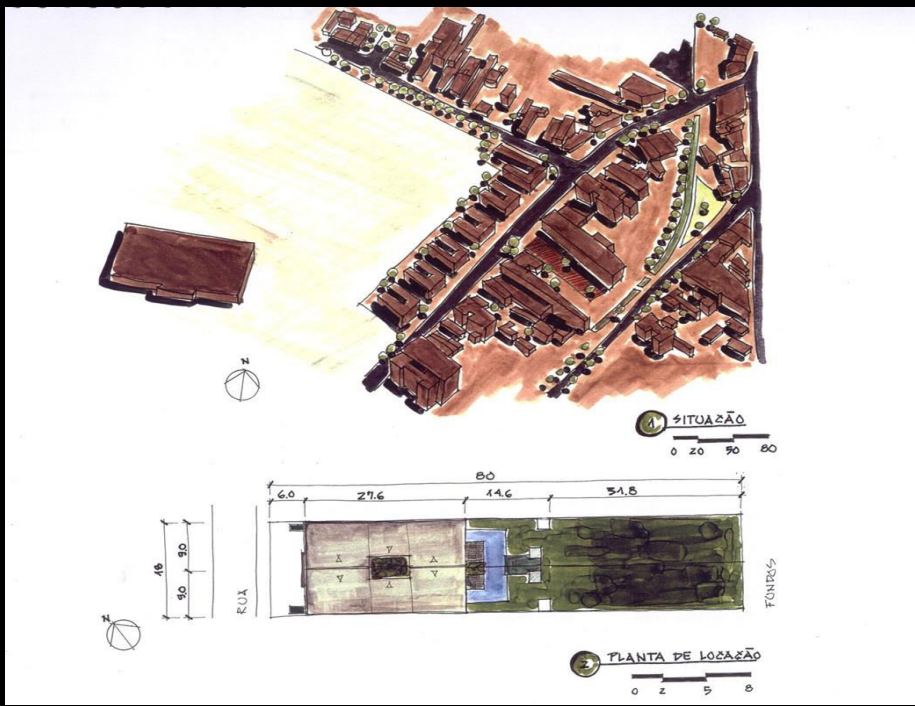 N
1 SITUAÇÃO
0 20 50 80
80
6.0 27.6 14.6 31.8
18
9.0
9.0
RUA
FUNDOS
N
2 PLANTA DE LOCAÇÃO
0 2 5 8